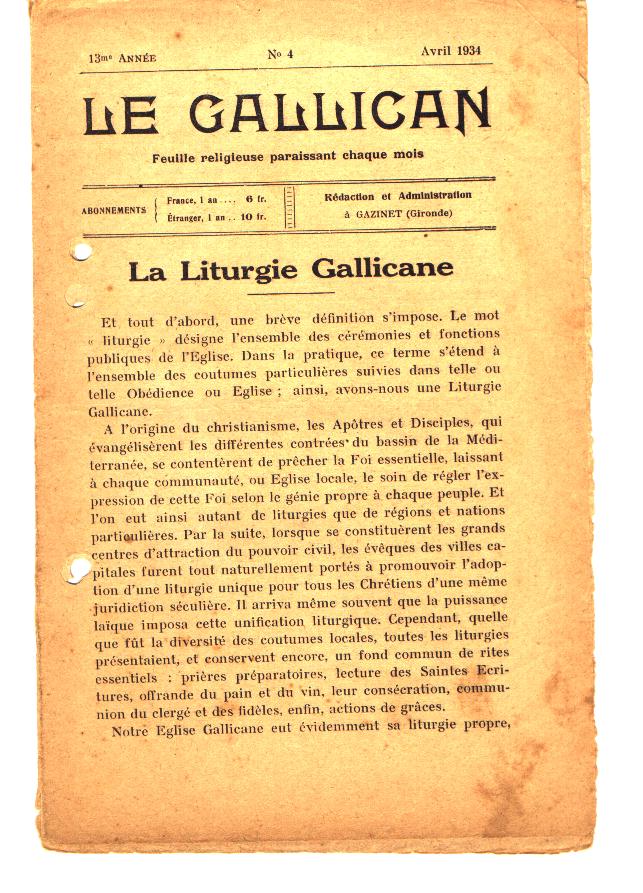 13me ANNÉE No 4 Avril 1934
LE GALLICAN
Feuille religieuse paraissant chaque mois
ABONNEMENTS
France, 1 an .... 6 fr.
Étranger, 1 an .. 10 fr.
Rédaction et Administration
à GAZINET (Gironde)
La Liturgie Gallicane
Et tout d'abord, une brève définition s'impose. Le mot
« liturgie » désigne l'ensemble des cérémonies et fonctions
publiques de l'Eglise. Dans la pratique, ce terme s'étend à
l'ensemble des coutumes particulières suivies dans telle ou
telle Obédience ou Eglise ; ainsi, avons-nous une Liturgie
Gallicane.
A l'origine du christianisme, les Apôtres et Disciples, qui
évangélisèrent les différentes contrées du bassin de la Médi-
terranée, se contentèrent de prêcher la Foi essentielle, laissant
à chaque communauté, ou Eglise locale, le soin de régler l'ex-
pression de cette Foi selon le génie propre à chaque peuple. Et
l'on eut ainsi autant de liturgies que de régions et nations
particulières. Par la suite, lorsque se constituèrent les grands
centres d'attraction du pouvoir civil, les évêques des villes ca-
pitales furent tout naturellement portés à promouvoir l'adop-
tion d'une liturgie unique pour tous les Chrétiens d'une même
juridiction séculière. Il arriva même souvent que la puissance
laïque imposa cette unification liturgique. Cependant, quelle
que fût la diversité des coutumes locales, toutes les liturgies
présentaient, et conservent encore, un fond commun de rites
essentiels : prières préparatoires, lecture des Saintes Ecri-
tures, offrande du pain et du vin, leur consécration, commu-
nion du clergé et des fidèles, enfin, actions de grâces.
Notre Eglise Gallicane eut évidemment sa liturgie propre,